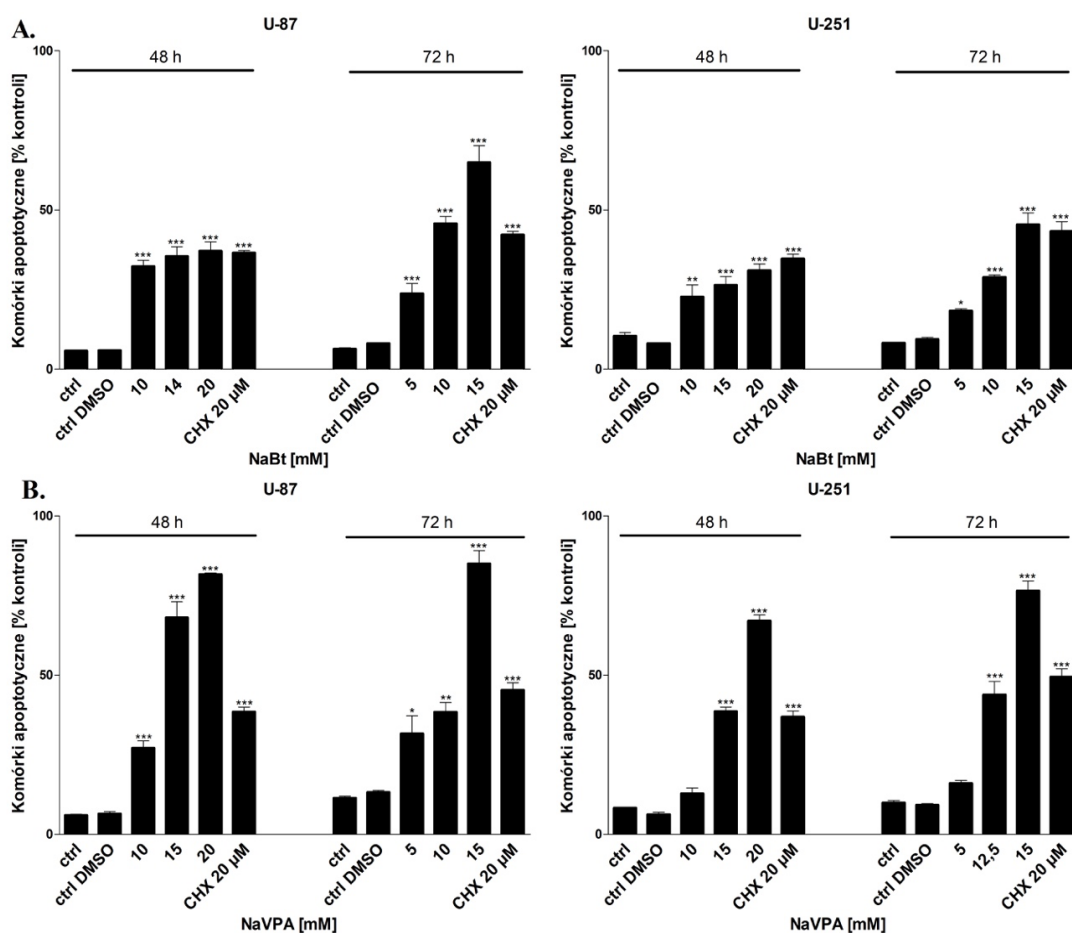 A.
U-87
48 h
72 h
Komórki apoptotyczne [% kontroli]
100
50
0
*** *** *** *** *** *** *** ***
ctrl ctrl DMSO 10 14 20 CHX 20 µM ctrl ctrl DMSO 5 10 15 CHX 20 µM
NaBt [mM]
U-251
48 h
72 h
Komórki apoptotyczne [% kontroli]
100
50
0
** *** *** *** * *** *** ***
ctrl ctrl DMSO 10 15 20 CHX 20 µM ctrl ctrl DMSO 5 10 15 CHX 20 µM
NaBt [mM]
B.
U-87
48 h
72 h
Komórki apoptotyczne [% kontroli]
100
50
0
*** *** *** *** * ** *** ***
ctrl ctrl DMSO 10 15 20 CHX 20 µM ctrl ctrl DMSO 5 10 15 CHX 20 µM
NaVPA [mM]
U-251
48 h
72 h
Komórki apoptotyczne [% kontroli]
100
50
0
*** *** *** *** *** ***
ctrl ctrl DMSO 10 15 20 CHX 20 µM ctrl ctrl DMSO 5 12,5 15 CHX 20 µM
NaVPA [mM]